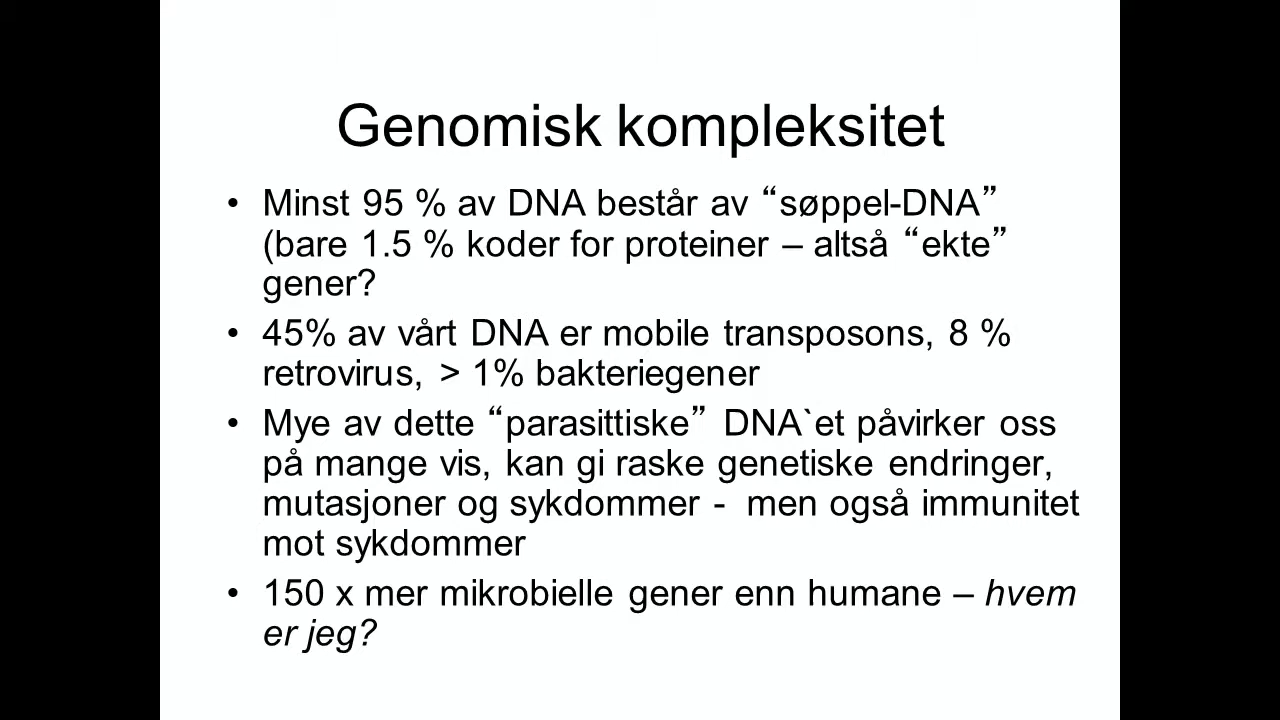 Genomisk kompleksitet
• Minst 95 % av DNA består av “søppel-DNA”
(bare 1.5 % koder for proteiner – altså “ekte”
gener?
• 45% av vårt DNA er mobile transposons, 8 %
retrovirus, > 1% bakteriegener
• Mye av dette “parasittiske” DNA`et påvirker oss
på mange vis, kan gi raske genetiske endringer,
mutasjoner og sykdommer - men også immunitet
mot sykdommer
• 150 x mer mikrobielle gener enn humane – hvem
er jeg?